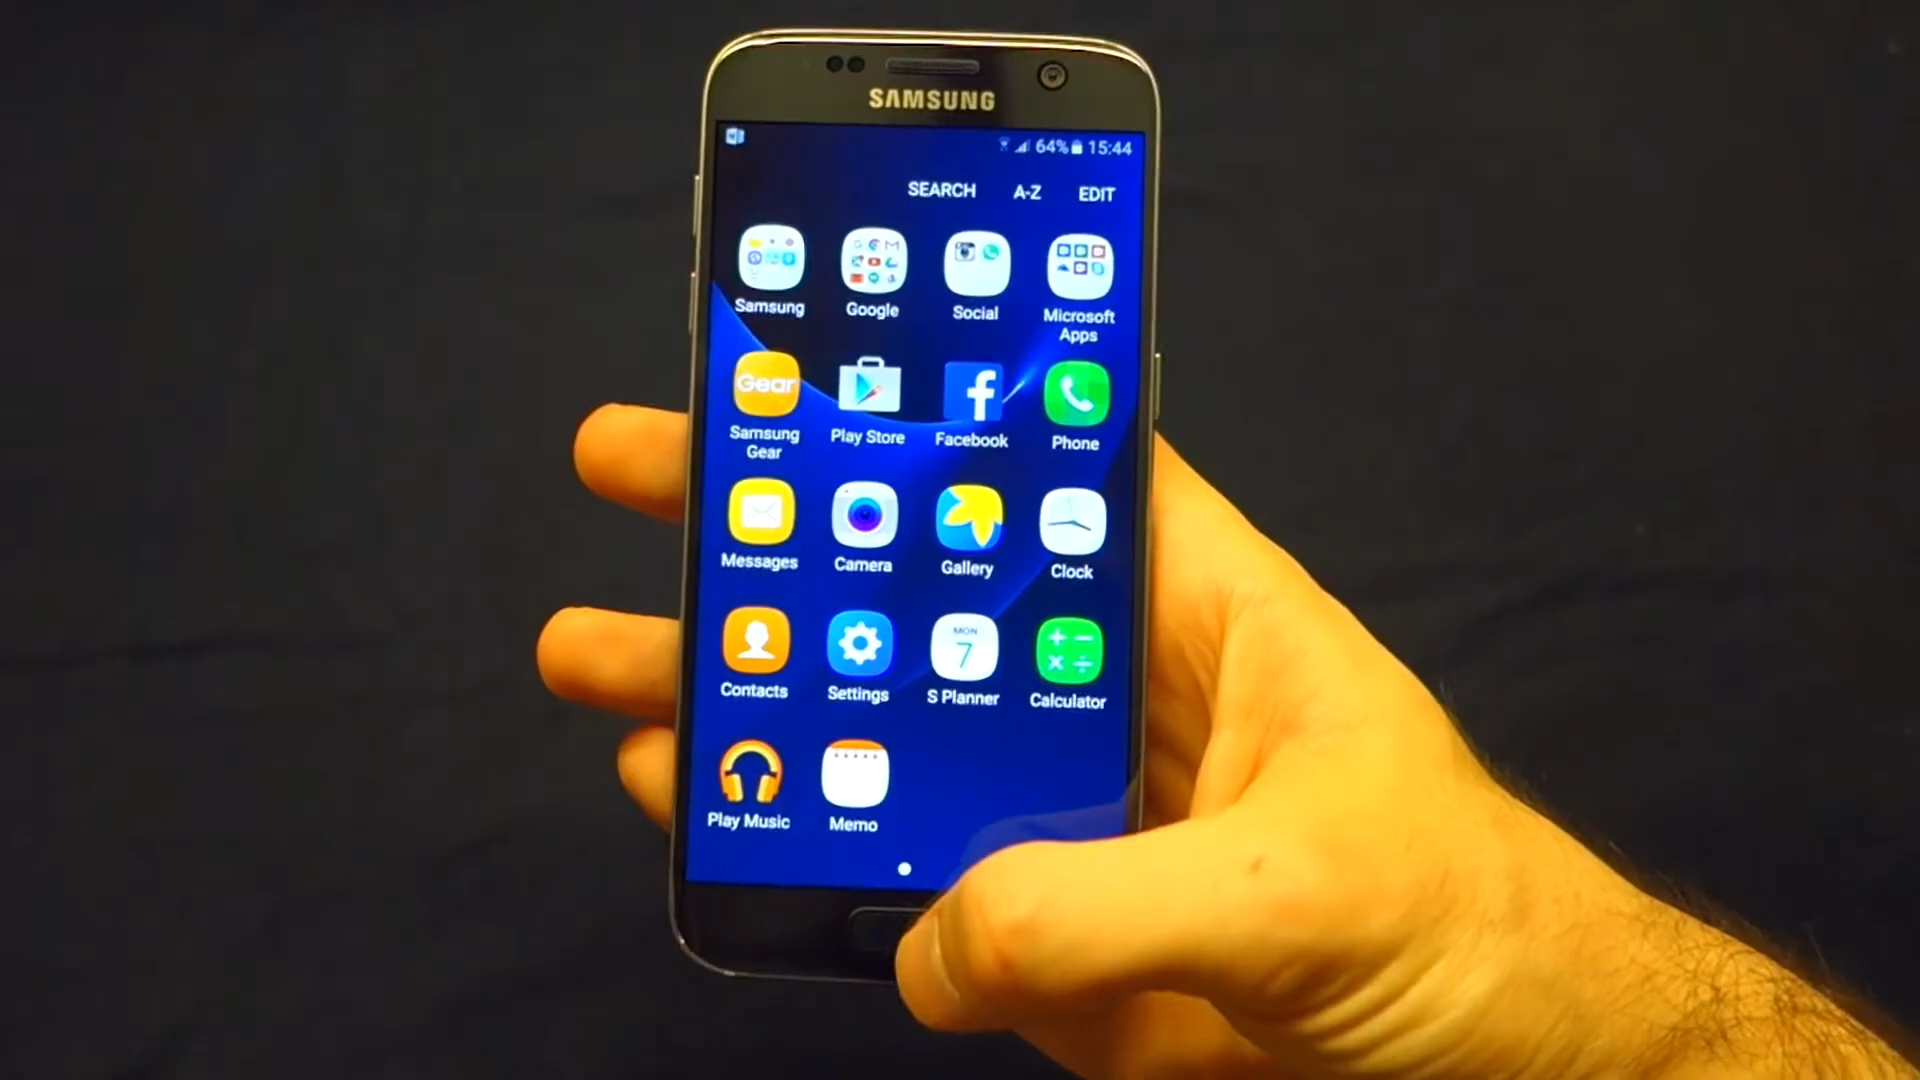 SAMSUNG
64% 15:44
SEARCH A-Z EDIT
Samsung Google Social Microsoft
Apps
Gear
Samsung Play Store Facebook Phone
Gear
Messages Camera Gallery Clock
MON
7
Contacts Settings S Planner Calculator
Play Music Memo